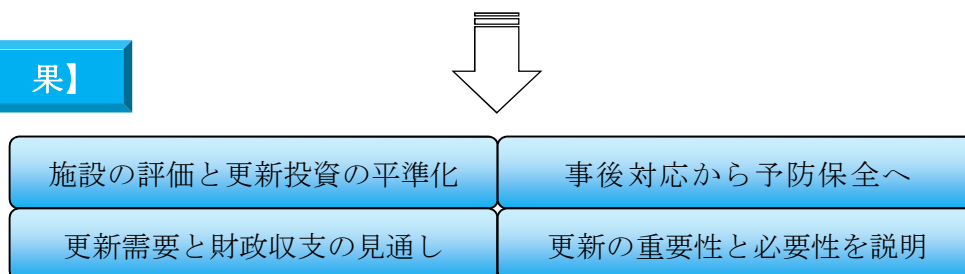 果】
施設の評価と更新投資の平準化
事後対応から予防保全へ
更新需要と財政収支の見通し
更新の重要性と必要性を説明